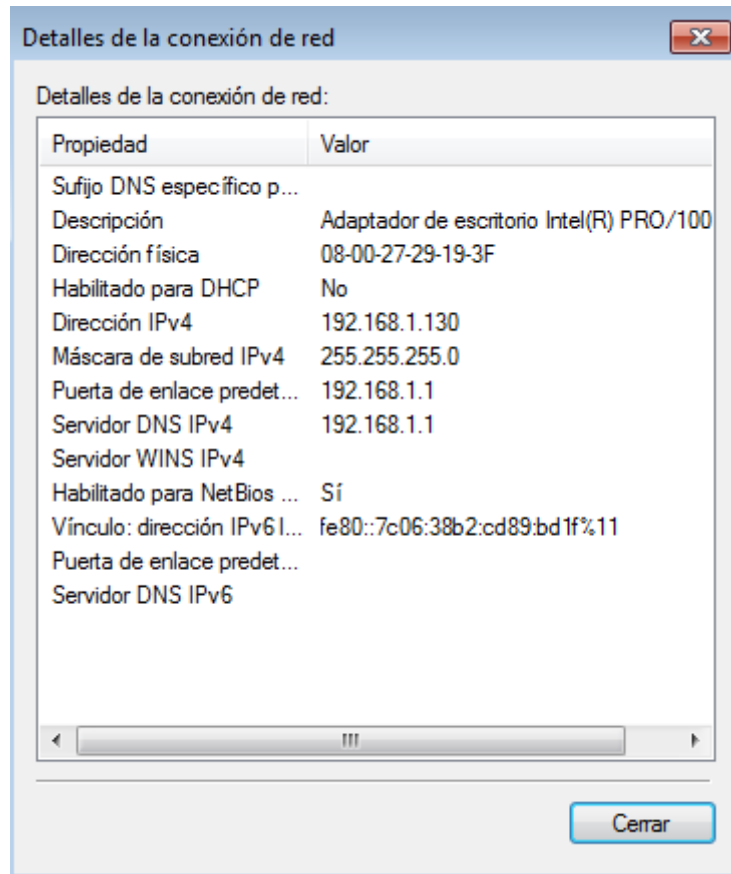 Detalles de la conexión de red
Detalles de la conexión de red:
Propiedad Valor
Sufijo DNS específico p...
Descripción Adaptador de escritorio Intel(R) PRO/100
Dirección física 08-00-27-29-19-3F
Habilitado para DHCP No
Dirección IPv4 192.168.1.130
Máscara de subred IPv4 255.255.255.0
Puerta de enlace predet... 192.168.1.1
Servidor DNS IPv4 192.168.1.1
Servidor WINS IPv4
Habilitado para NetBios ... Sí
Vínculo: dirección IPv6 l... fe80::7c06:38b2:cd89:bd1f%11
Puerta de enlace predet...
Servidor DNS IPv6
Cerrar